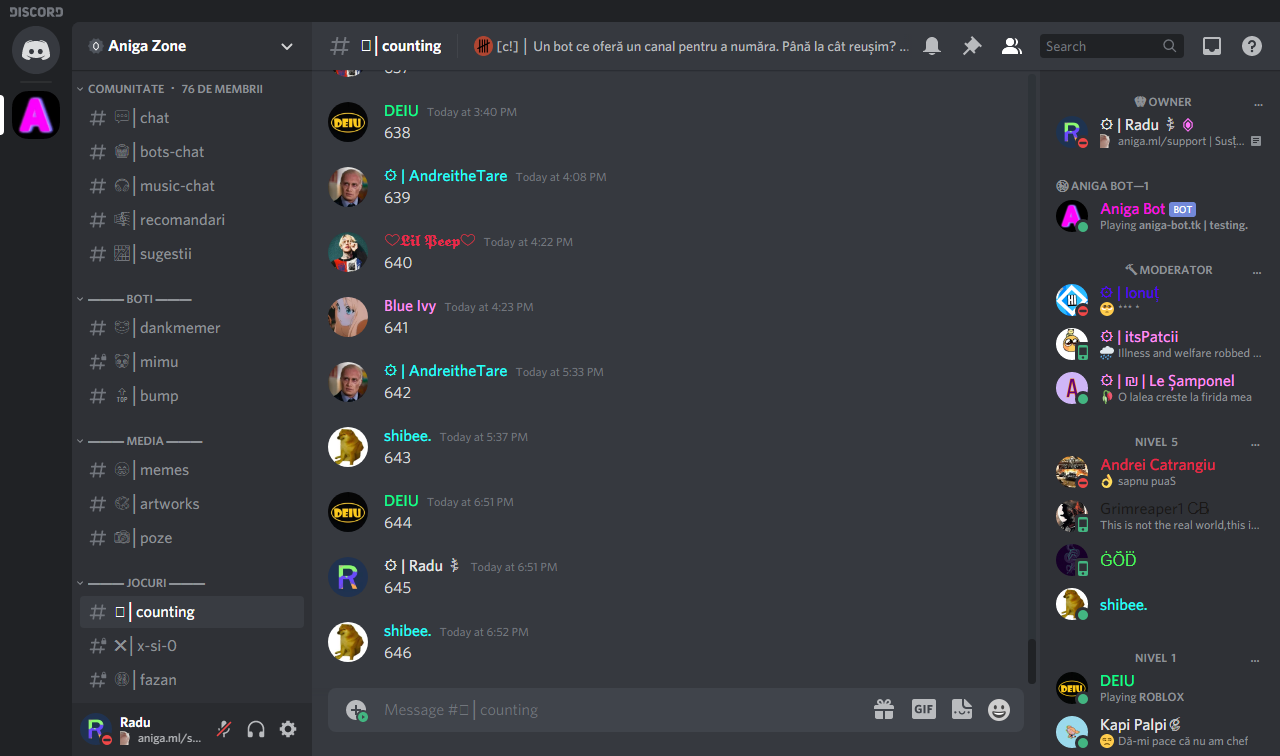 DISCORD
Aniga Zone
COMUNITATE · 76 DE MEMBRII
chat
bots-chat
music-chat
recomandari
sugestii
BOTI
dankmemer
mimu
TOP
bump
MEDIA
memes
artworks
poze
JOCURI
counting
x-si-0
fazan
Radu
aniga.ml/s...
counting
[c!] | Un bot ce oferă un canal pentru a număra. Până la cât reușim? ...
Search
DEIU Today at 3:40 PM
638
⚙ | AndreitheTare Today at 4:08 PM
639
♡𝕷𝖎𝖑 𝕻𝖊𝖊𝖕♡ Today at 4:22 PM
640
Blue Ivy Today at 4:23 PM
641
⚙ | AndreitheTare Today at 5:33 PM
642
shibee. Today at 5:37 PM
643
DEIU Today at 6:51 PM
644
⚙ | Radu Today at 6:51 PM
645
shibee. Today at 6:52 PM
646
Message # | counting
GIF
OWNER ...
⚙ | Radu
aniga.ml/support | Susț...
ANIGA BOT—1
Aniga Bot BOT
Playing aniga-bot.tk | testing.
MODERATOR ...
⚙ | Ionul
*** *
⚙ | itsPatcii
Illness and welfare robbed ...
⚙ | ₪ | Le Șamponel
O lalea creste la firida mea
NIVEL 5 ...
Andrei Catrangiu
sapnu puaS
Grimreaper1 CB
This is not the real world,this i...
ĠṎD̈
shibee.
NIVEL 1 ...
DEIU
Playing ROBLOX
Kapi Palpi
Dă-mi pace că nu am chef